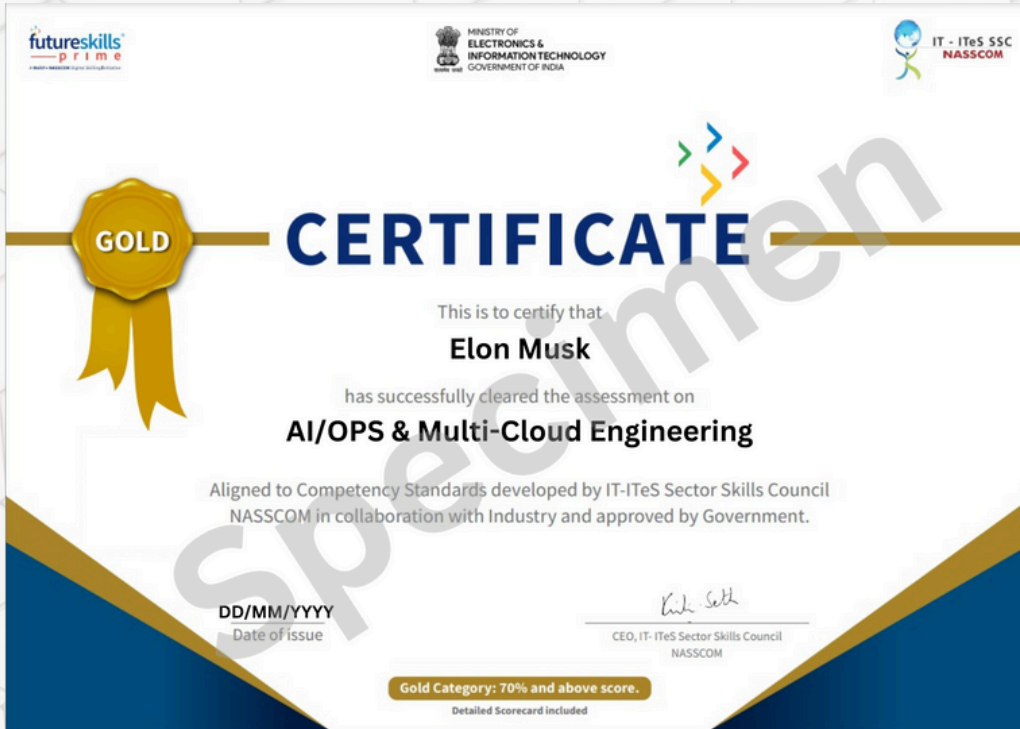 futureskills
prime
MINISTRY OF
ELECTRONICS &
INFORMATION TECHNOLOGY
GOVERNMENT OF INDIA
IT - ITeS SSC
NASSCOM
GOLD
CERTIFICATE
This is to certify that
Elon Musk
has successfully cleared the assessment on
AI/OPS & Multi-Cloud Engineering
Aligned to Competency Standards developed by IT-ITeS Sector Skills Council
NASSCOM in collaboration with Industry and approved by Government.
Specimen
DD/MM/YYYY
Date of issue
CEO, IT- ITeS Sector Skills Council
NASSCOM
Gold Category: 70% and above score.
Detailed Scorecard included